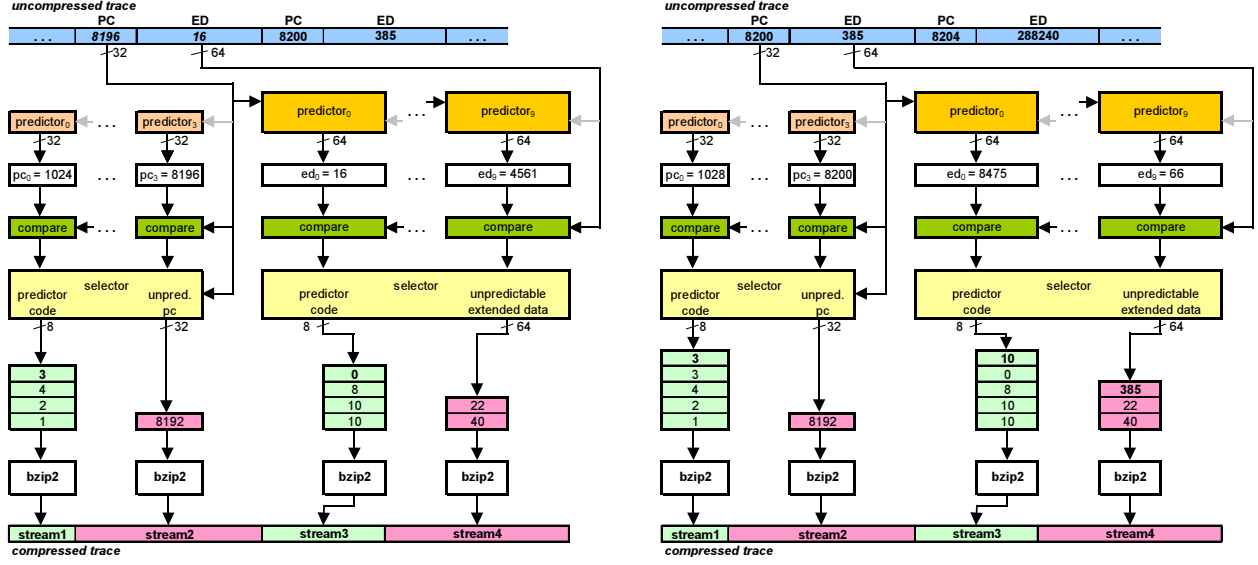 uncompressed trace
PC ED PC ED
. . . 8196 16 8200 385 . . .
32 64
predictor0 . . . predictor3 predictor0 . . . predictor9
32 32 64 64
pc0 = 1024 . . . pc3 = 8196 ed0 = 16 . . . ed9 = 4561
compare . . . compare compare . . . compare
selector selector
predictor code unpred. pc predictor code unpredictable extended data
8 32 8 64
3 0
4 8
2 10 22
1 8192 10 40
bzip2 bzip2 bzip2 bzip2
stream1 stream2 stream3 stream4
compressed trace
uncompressed trace
PC ED PC ED
. . . 8200 385 8204 288240 . . .
32 64
predictor0 . . . predictor3 predictor0 . . . predictor9
32 32 64 64
pc0 = 1028 . . . pc3 = 8200 ed0 = 8475 . . . ed9 = 66
compare . . . compare compare . . . compare
selector selector
predictor code unpred. pc predictor code unpredictable extended data
8 32 8 64
3 10
3 0
4 8 385
2 10 22
1 8192 10 40
bzip2 bzip2 bzip2 bzip2
stream1 stream2 stream3 stream4
compressed trace